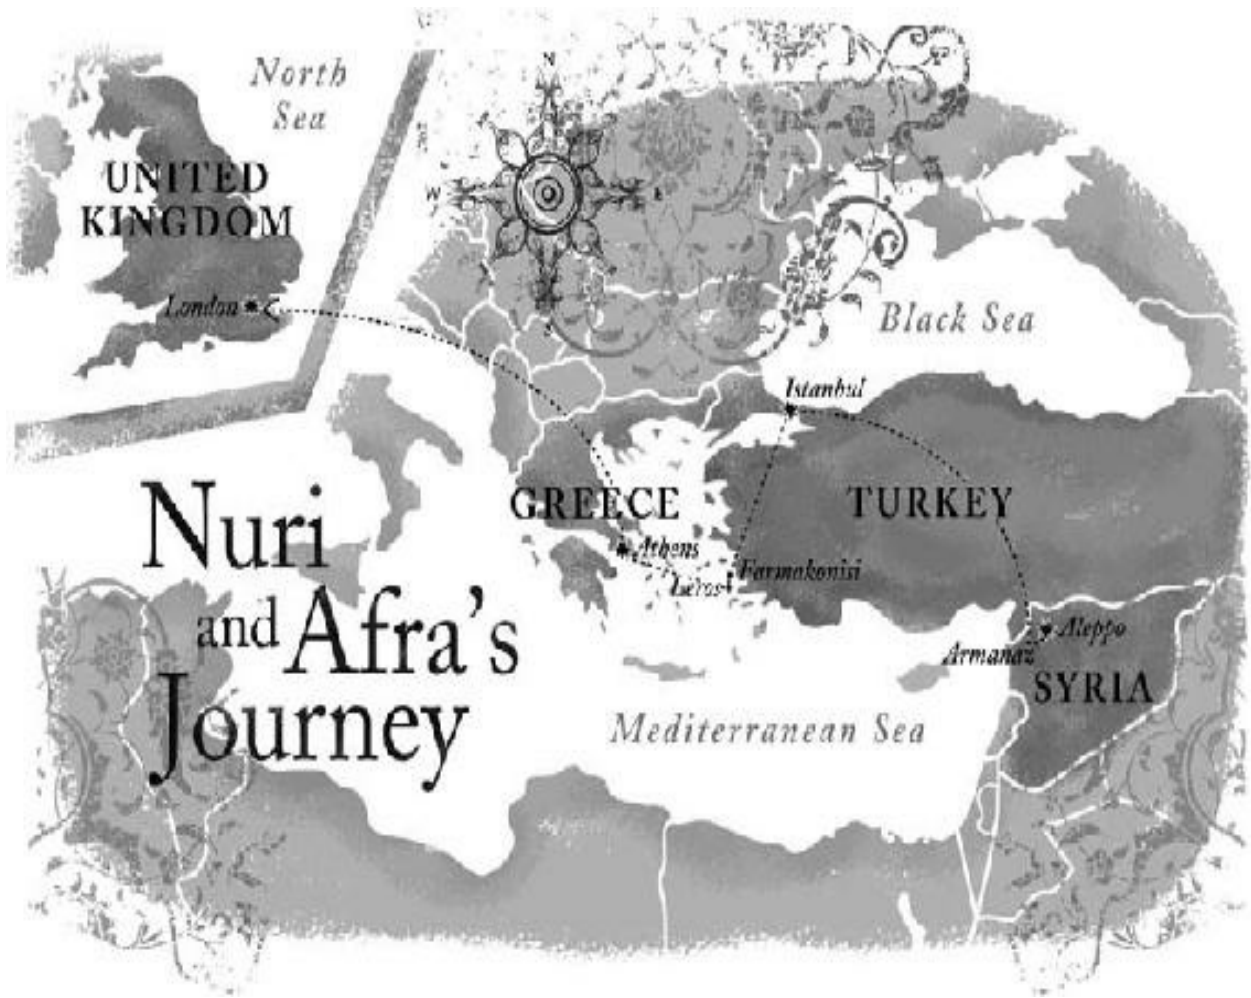 North
Sea
N
W
E
S
UNITED
KINGDOM
London
Black Sea
Istanbul
GREECE
TURKEY
Athens
Farmakonisi
Leros
Nuri
and Afra's
Journey
Aleppo
Armanaz
SYRIA
Mediterranean Sea